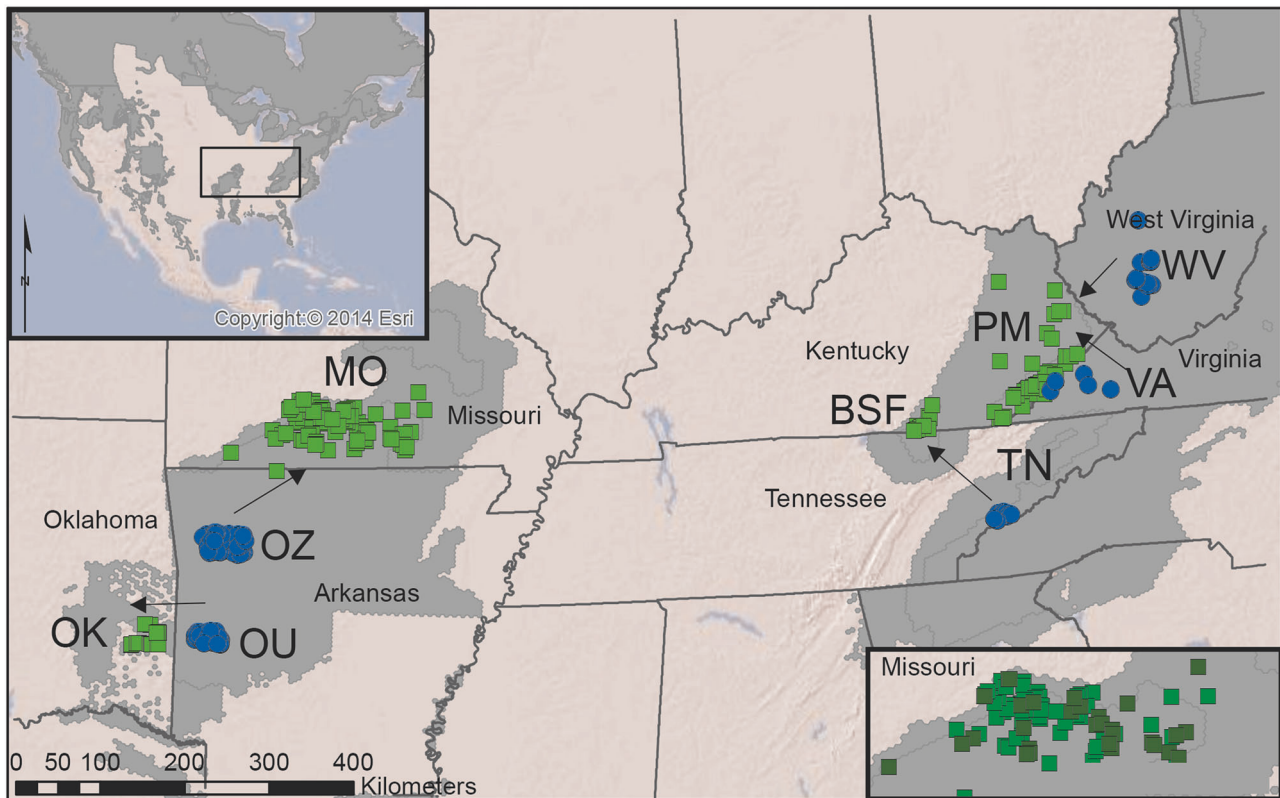 N
Copyright:© 2014 Esri
West Virginia
WV
PM
Kentucky
Virginia
MO
VA
BSF
Missouri
TN
Tennessee
Oklahoma
OZ
Arkansas
OK
OU
Missouri
0 50 100 200 300 400
Kilometers